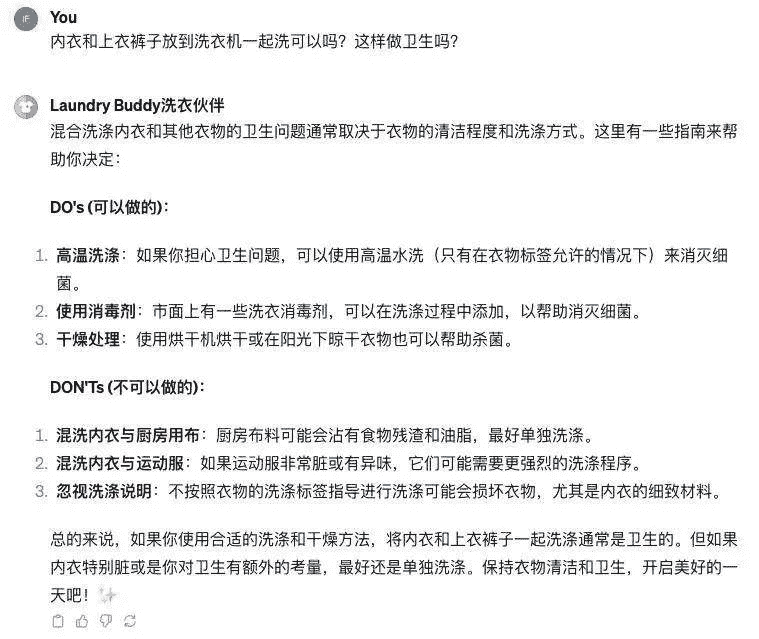 IF
You
内衣和上衣裤子放到洗衣机一起洗可以吗？这样做卫生吗？
Laundry Buddy洗衣伙伴
混合洗涤内衣和其他衣物的卫生问题通常取决于衣物的清洁程度和洗涤方式。这里有一些指南来帮
助你决定：
DO's (可以做的)：
1. 高温洗涤：如果你担心卫生问题，可以使用高温水洗（只有在衣物标签允许的情况下）来消灭细
菌。
2. 使用消毒剂：市面上有一些洗衣消毒剂，可以在洗涤过程中添加，以帮助消灭细菌。
3. 干燥处理：使用烘干机烘干或在阳光下晾干衣物也可以帮助杀菌。
DON'Ts (不可以做的)：
1. 混洗内衣与厨房用布：厨房布料可能会沾有食物残渣和油脂，最好单独洗涤。
2. 混洗内衣与运动服：如果运动服非常脏或有异味，它们可能需要更强烈的洗涤程序。
3. 忽视洗涤说明：不按照衣物的洗涤标签指导进行洗涤可能会损坏衣物，尤其是内衣的细致材料。
总的来说，如果你使用合适的洗涤和干燥方法，将内衣和上衣裤子一起洗涤通常是卫生的。但如果
内衣特别脏或是你对卫生有额外的考量，最好还是单独洗涤。保持衣物清洁和卫生，开启美好的一
天吧！✨